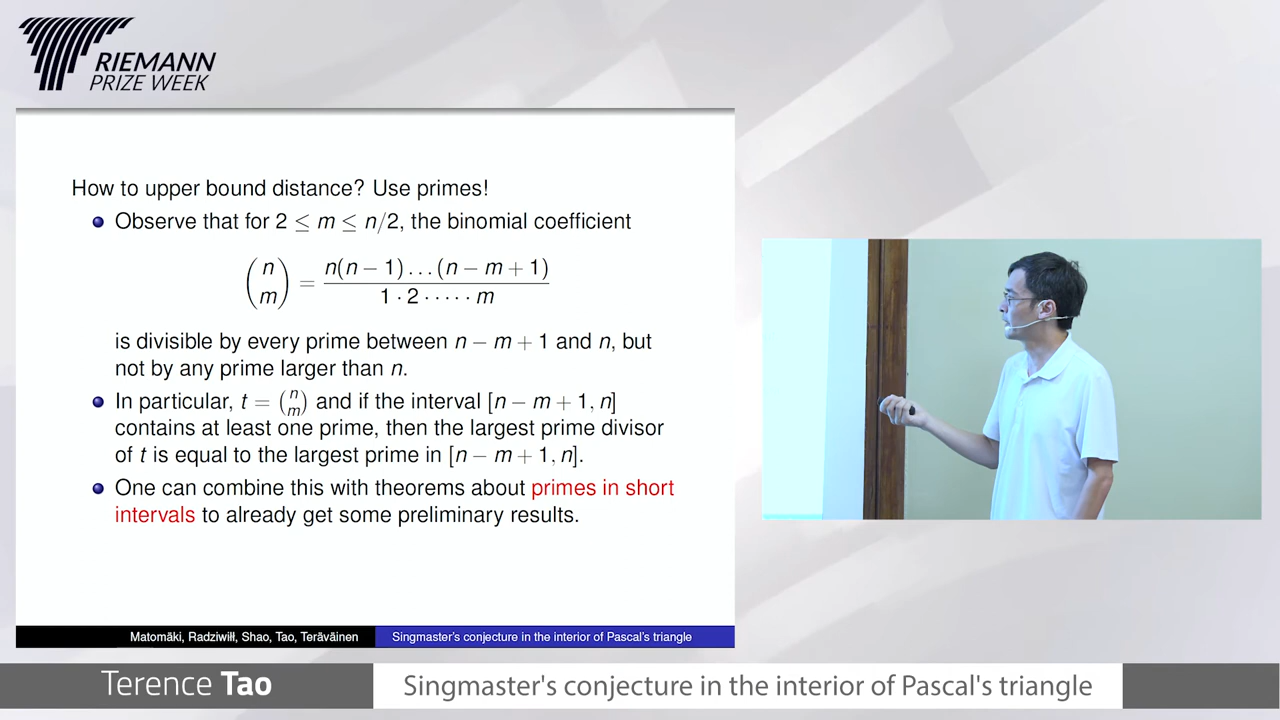 RIEMANN
PRIZE WEEK
How to upper bound distance? Use primes!
Observe that for 2 ≤ m ≤ n/2, the binomial coefficient
(n m) = n(n − 1) . . . (n − m + 1) / 1 · 2 · · · · · m
is divisible by every prime between n − m + 1 and n, but
not by any prime larger than n.
In particular, t = (n m) and if the interval [n − m + 1, n]
contains at least one prime, then the largest prime divisor
of t is equal to the largest prime in [n − m + 1, n].
One can combine this with theorems about primes in short
intervals to already get some preliminary results.
Matomäki, Radziwiłł, Shao, Tao, Teräväinen
Singmaster's conjecture in the interior of Pascal's triangle
Terence Tao
Singmaster's conjecture in the interior of Pascal's triangle